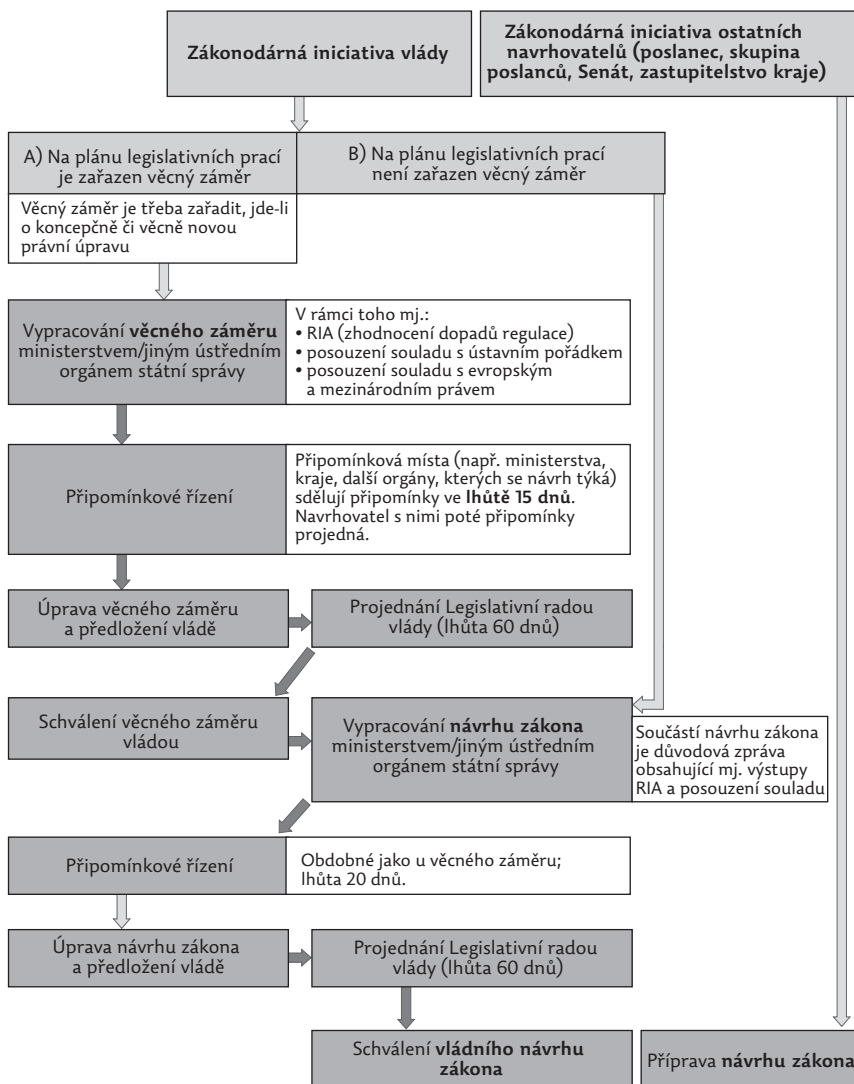 Zákonodárná iniciativa vlády
Zákonodárná iniciativa ostatních
navrhovatelů (poslanec, skupina
poslanců, Senát, zastupitelstvo kraje)
A) Na plánu legislativních prací
je zařazen věcný záměr
B) Na plánu legislativních prací
není zařazen věcný záměr
Věcný záměr je třeba zařadit, jde-li
o koncepčně či věcně novou
právní úpravu
Vypracování věcného záměru
ministerstvem/jiným ústředním
orgánem státní správy
V rámci toho mj.:
• RIA (zhodnocení dopadů regulace)
• posouzení souladu s ústavním pořádkem
• posouzení souladu s evropským
a mezinárodním právem
Připomínkové řízení
Připomínková místa (např. ministerstva,
kraje, další orgány, kterých se návrh týká)
sdělují připomínky ve lhůtě 15 dnů.
Navrhovatel s nimi poté připomínky
projedná.
Úprava věcného záměru
a předložení vládě
Projednání Legislativní radou
vlády (lhůta 60 dnů)
Schválení věcného záměru
vládou
Vypracování návrhu zákona
ministerstvem/jiným ústředním
orgánem státní správy
Součástí návrhu zákona
je důvodová zpráva
obsahující mj. výstupy
RIA a posouzení souladu
Připomínkové řízení
Obdobné jako u věcného záměru;
lhůta 20 dnů.
Úprava návrhu zákona
a předložení vládě
Projednání Legislativní radou
vlády (lhůta 60 dnů)
Schválení vládního návrhu
zákona
Příprava návrhu zákona